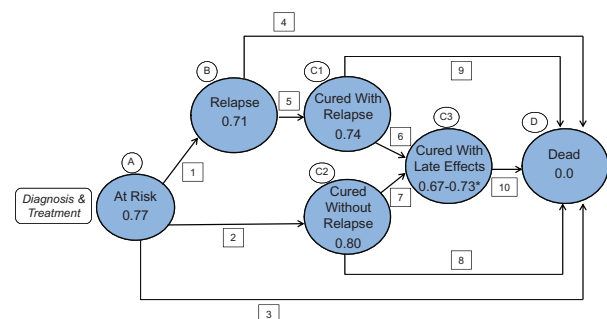 4
B
C1
9
Relapse
0.71
5
Cured With
Relapse
0.74
C3
D
6
Cured With
Late Effects
0.67-0.73*
Dead
0.0
A
1
C2
10
Diagnosis &
Treatment
At Risk
0.77
7
Cured
Without
Relapse
0.80
2
8
3